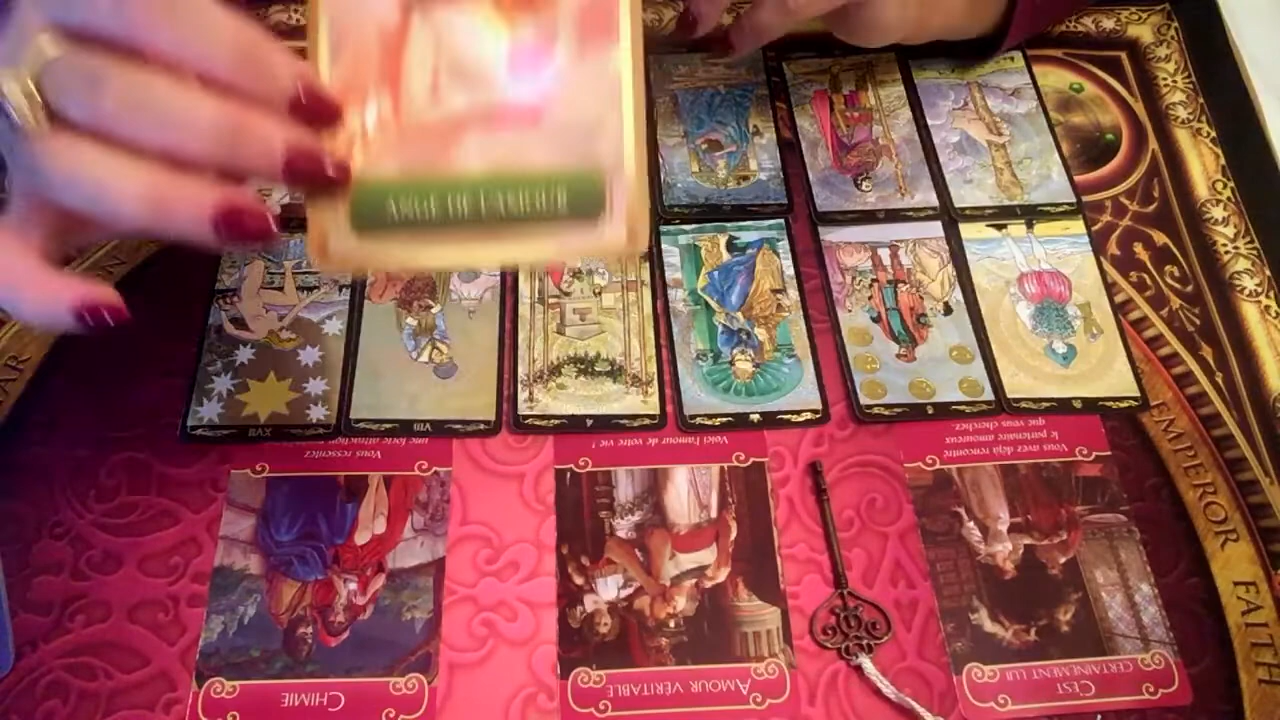 XVII
VIII
Vous ressentez
une forte attraction
CHIMIE
Voici l'amour de votre vie !
AMOUR VÉRITABLE
Vous avez déjà rencontré
le partenaire amoureux
que vous cherchez.
C'EST
CERTAINEMENT LUI
EMPEROR
FAITH